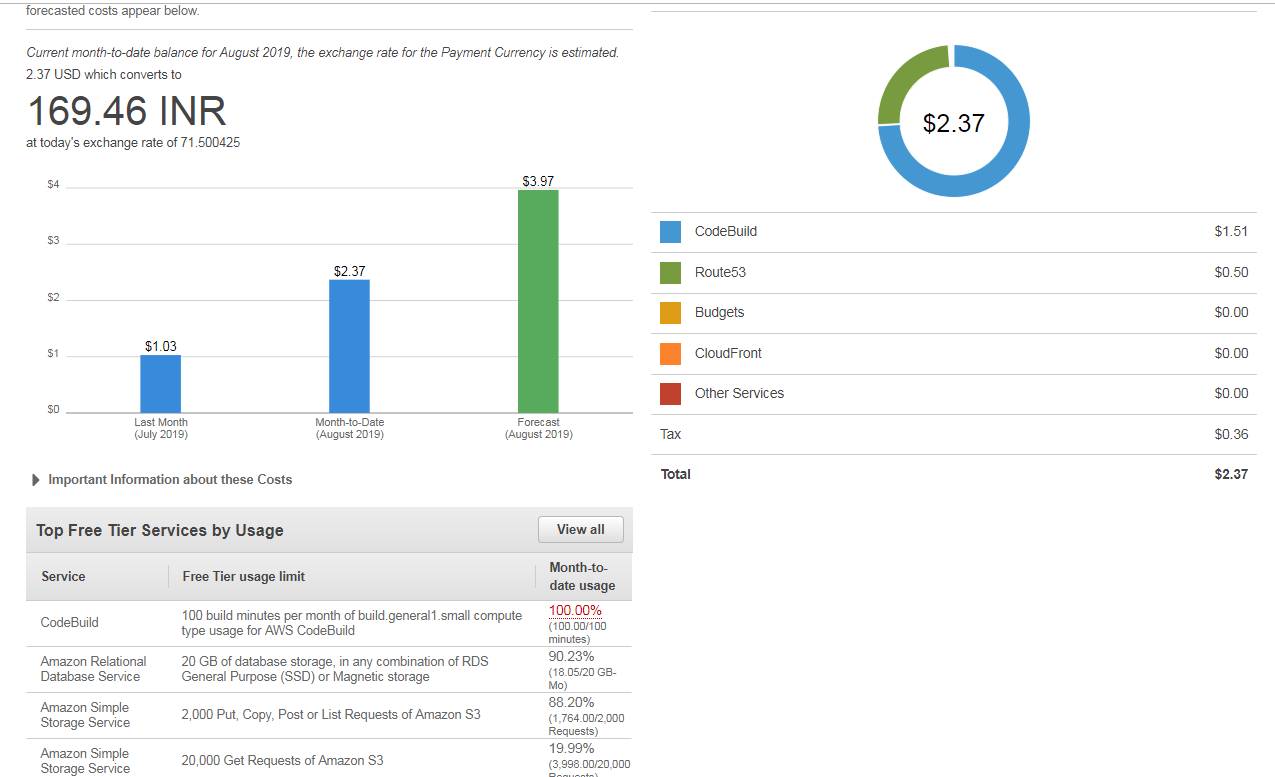 forecasted costs appear below.
Current month-to-date balance for August 2019, the exchange rate for the Payment Currency is estimated.
2.37 USD which converts to
169.46 INR
at today's exchange rate of 71.500425
$4
$3
$2
$1
$0
$1.03
$2.37
$3.97
Last Month
(July 2019)
Month-to-Date
(August 2019)
Forecast
(August 2019)
Important Information about these Costs
Top Free Tier Services by Usage
View all
Service
Free Tier usage limit
Month-to-
date usage
CodeBuild
100 build minutes per month of build.general1.small compute
type usage for AWS CodeBuild
100.00%
(100.00/100
minutes)
Amazon Relational
Database Service
20 GB of database storage, in any combination of RDS
General Purpose (SSD) or Magnetic storage
90.23%
(18.05/20 GB-
Mo)
Amazon Simple
Storage Service
2,000 Put, Copy, Post or List Requests of Amazon S3
88.20%
(1,764.00/2,000
Requests)
Amazon Simple
Storage Service
20,000 Get Requests of Amazon S3
19.99%
(3,998.00/20,000
Requests)
$2.37
CodeBuild $1.51
Route53 $0.50
Budgets $0.00
CloudFront $0.00
Other Services $0.00
Tax $0.36
Total $2.37